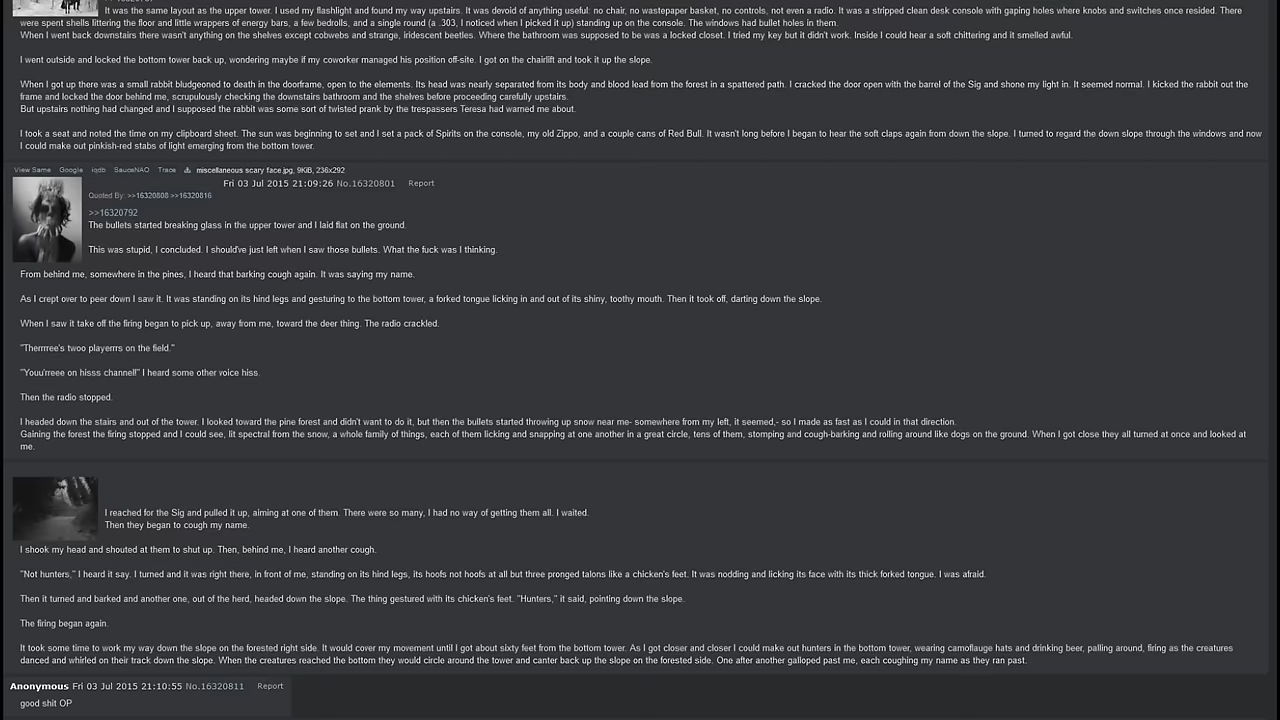 It was the same layout as the upper tower. I used my flashlight and found my way upstairs. It was devoid of anything useful: no chair, no wastepaper basket, no controls, not even a radio. It was a stripped clean desk console with gaping holes where knobs and switches once resided. There
were spent shells littering the floor and little wrappers of energy bars, a few bedrolls, and a single round (a .303, I noticed when I picked it up) standing up on the console. The windows had bullet holes in them.
When I went back downstairs there wasn't anything on the shelves except cobwebs and strange, iridescent beetles. Where the bathroom was supposed to be was a locked closet. I tried my key but it didn't work. Inside I could hear a soft chittering and it smelled awful.
I went outside and locked the bottom tower back up, wondering maybe if my coworker managed his position off-site. I got on the chairlift and took it up the slope.
When I got up there was a small rabbit bludgeoned to death in the doorframe, open to the elements. Its head was nearly separated from its body and blood lead from the forest in a spattered path. I cracked the door open with the barrel of the Sig and shone my light in. It seemed normal. I kicked the rabbit out the
frame and locked the door behind me, scrupulously checking the downstairs bathroom and the shelves before proceeding carefully upstairs.
But upstairs nothing had changed and I supposed the rabbit was some sort of twisted prank by the trespassers Teresa had warned me about.
I took a seat and noted the time on my clipboard sheet. The sun was beginning to set and I set a pack of Spirits on the console, my old Zippo, and a couple cans of Red Bull. It wasn't long before I began to hear the soft claps again from down the slope. I turned to regard the down slope through the windows and now
I could make out pinkish-red stabs of light emerging from the bottom tower.
View Same Google iqdb SauceNAO Trace miscellaneous scary face.jpg, 9KiB, 236x292
Fri 03 Jul 2015 21:09:26 No.16320801 Report
Quoted By: >>16320808 >>16320816
>>16320792
The bullets started breaking glass in the upper tower and I laid flat on the ground.
This was stupid, I concluded. I should've just left when I saw those bullets. What the fuck was I thinking.
From behind me, somewhere in the pines, I heard that barking cough again. It was saying my name.
As I crept over to peer down I saw it. It was standing on its hind legs and gesturing to the bottom tower, a forked tongue licking in and out of its shiny, toothy mouth. Then it took off, darting down the slope.
When I saw it take off the firing began to pick up, away from me, toward the deer thing. The radio crackled.
"Therrrree's twoo playerrrs on the field."
"Youu'rreee on hisss channel!" I heard some other voice hiss.
Then the radio stopped.
I headed down the stairs and out of the tower. I looked toward the pine forest and didn't want to do it, but then the bullets started throwing up snow near me- somewhere from my left, it seemed,- so I made as fast as I could in that direction.
Gaining the forest the firing stopped and I could see, lit spectral from the snow, a whole family of things, each of them licking and snapping at one another in a great circle, tens of them, stomping and cough-barking and rolling around like dogs on the ground. When I got close they all turned at once and looked at
me.
I reached for the Sig and pulled it up, aiming at one of them. There were so many, I had no way of getting them all. I waited.
Then they began to cough my name.
I shook my head and shouted at them to shut up. Then, behind me, I heard another cough.
"Not hunters," I heard it say. I turned and it was right there, in front of me, standing on its hind legs, its hoofs not hoofs at all but three pronged talons like a chicken's feet. It was nodding and licking its face with its thick forked tongue. I was afraid.
Then it turned and barked and another one, out of the herd, headed down the slope. The thing gestured with its chicken's feet. "Hunters," it said, pointing down the slope.
The firing began again.
It took some time to work my way down the slope on the forested right side. It would cover my movement until I got about sixty feet from the bottom tower. As I got closer and closer I could make out hunters in the bottom tower, wearing camoflauge hats and drinking beer, palling around, firing as the creatures
danced and whirled on their track down the slope. When the creatures reached the bottom they would circle around the tower and canter back up the slope on the forested side. One after another galloped past me, each coughing my name as they ran past.
Anonymous Fri 03 Jul 2015 21:10:55 No.16320811 Report
good shit OP